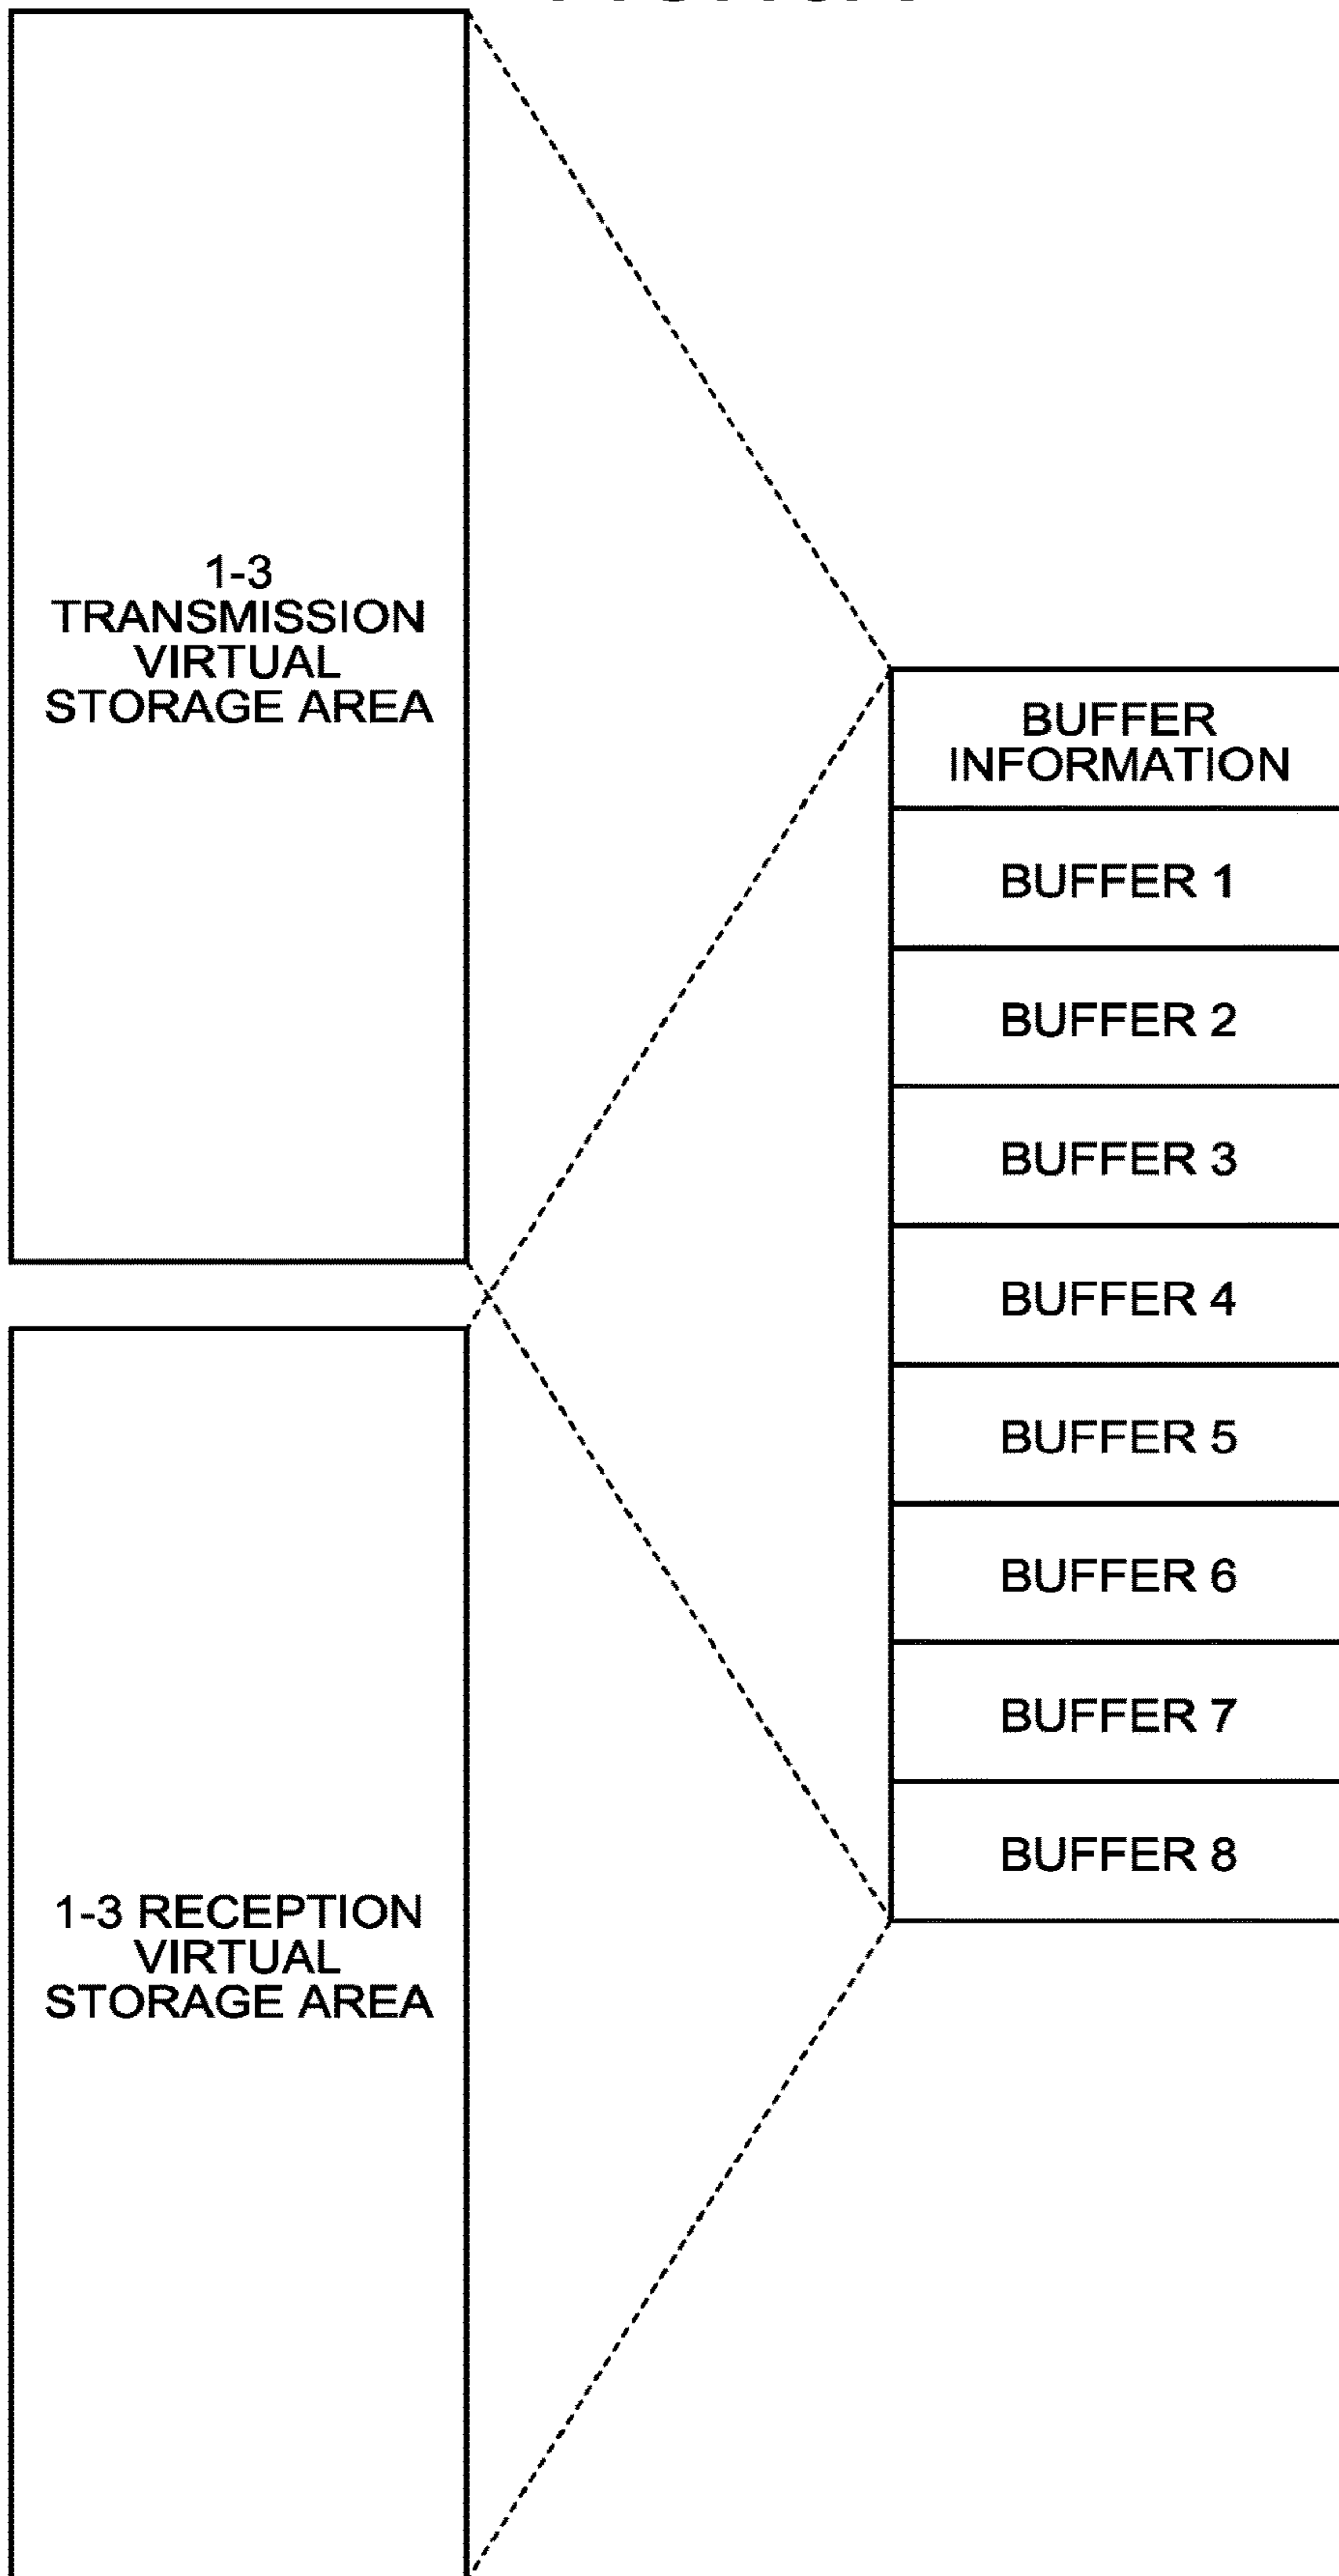 1-3
TRANSMISSION
VIRTUAL
STORAGE AREA
BUFFER
INFORMATION
BUFFER 1
BUFFER 2
BUFFER 3
BUFFER 4
BUFFER 5
BUFFER 6
BUFFER 7
BUFFER 8
1-3 RECEPTION
VIRTUAL
STORAGE AREA